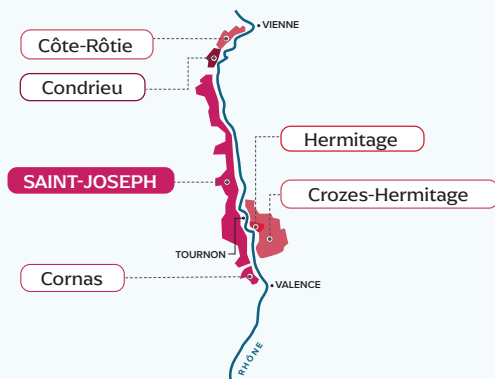 VIENNE
Côte-Rôtie
Condrieu
Hermitage
SAINT-JOSEPH
Crozes-Hermitage
TOURNON
Cornas
VALENCE
RHÔNE